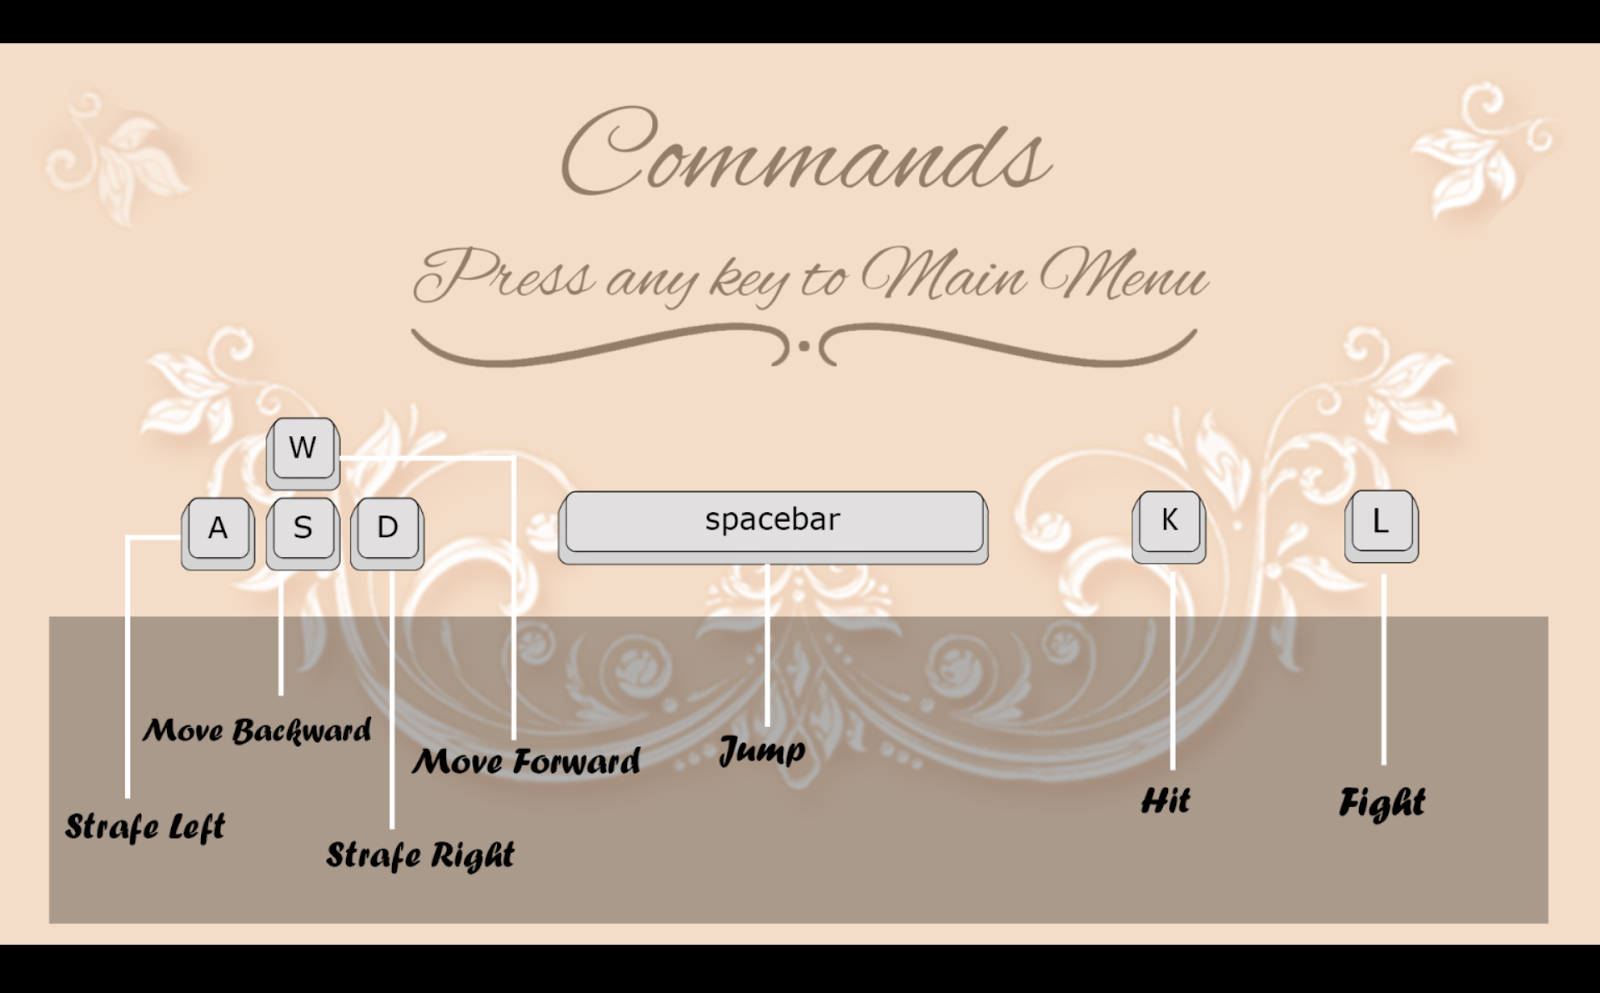 Commands
Press any key to Main Menu
W
A S D
spacebar
K
L
Move Backward
Move Forward
Jump
Hit
Fight
Strafe Left
Strafe Right